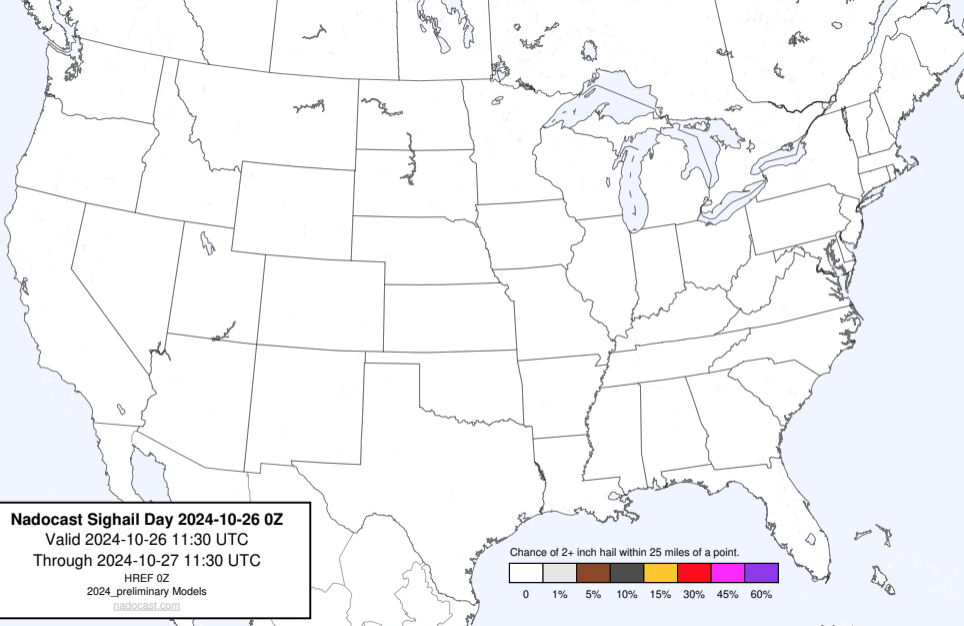 Nadocast Sighail Day 2024-10-26 0Z
Valid 2024-10-26 11:30 UTC
Through 2024-10-27 11:30 UTC
HREF 0Z
2024_preliminary Models
nadocast.com
Chance of 2+ inch hail within 25 miles of a point.
0 1% 5% 10% 15% 30% 45% 60%